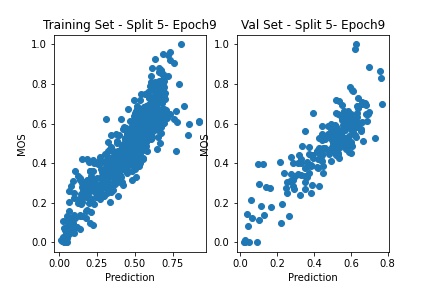 Training Set - Split 5- Epoch9
Val Set - Split 5- Epoch9
1.0
0.8
0.6
0.4
0.2
0.0
MOS
0.00 0.25 0.50 0.75
Prediction
1.0
0.8
0.6
0.4
0.2
0.0
MOS
0.0 0.2 0.4 0.6 0.8
Prediction